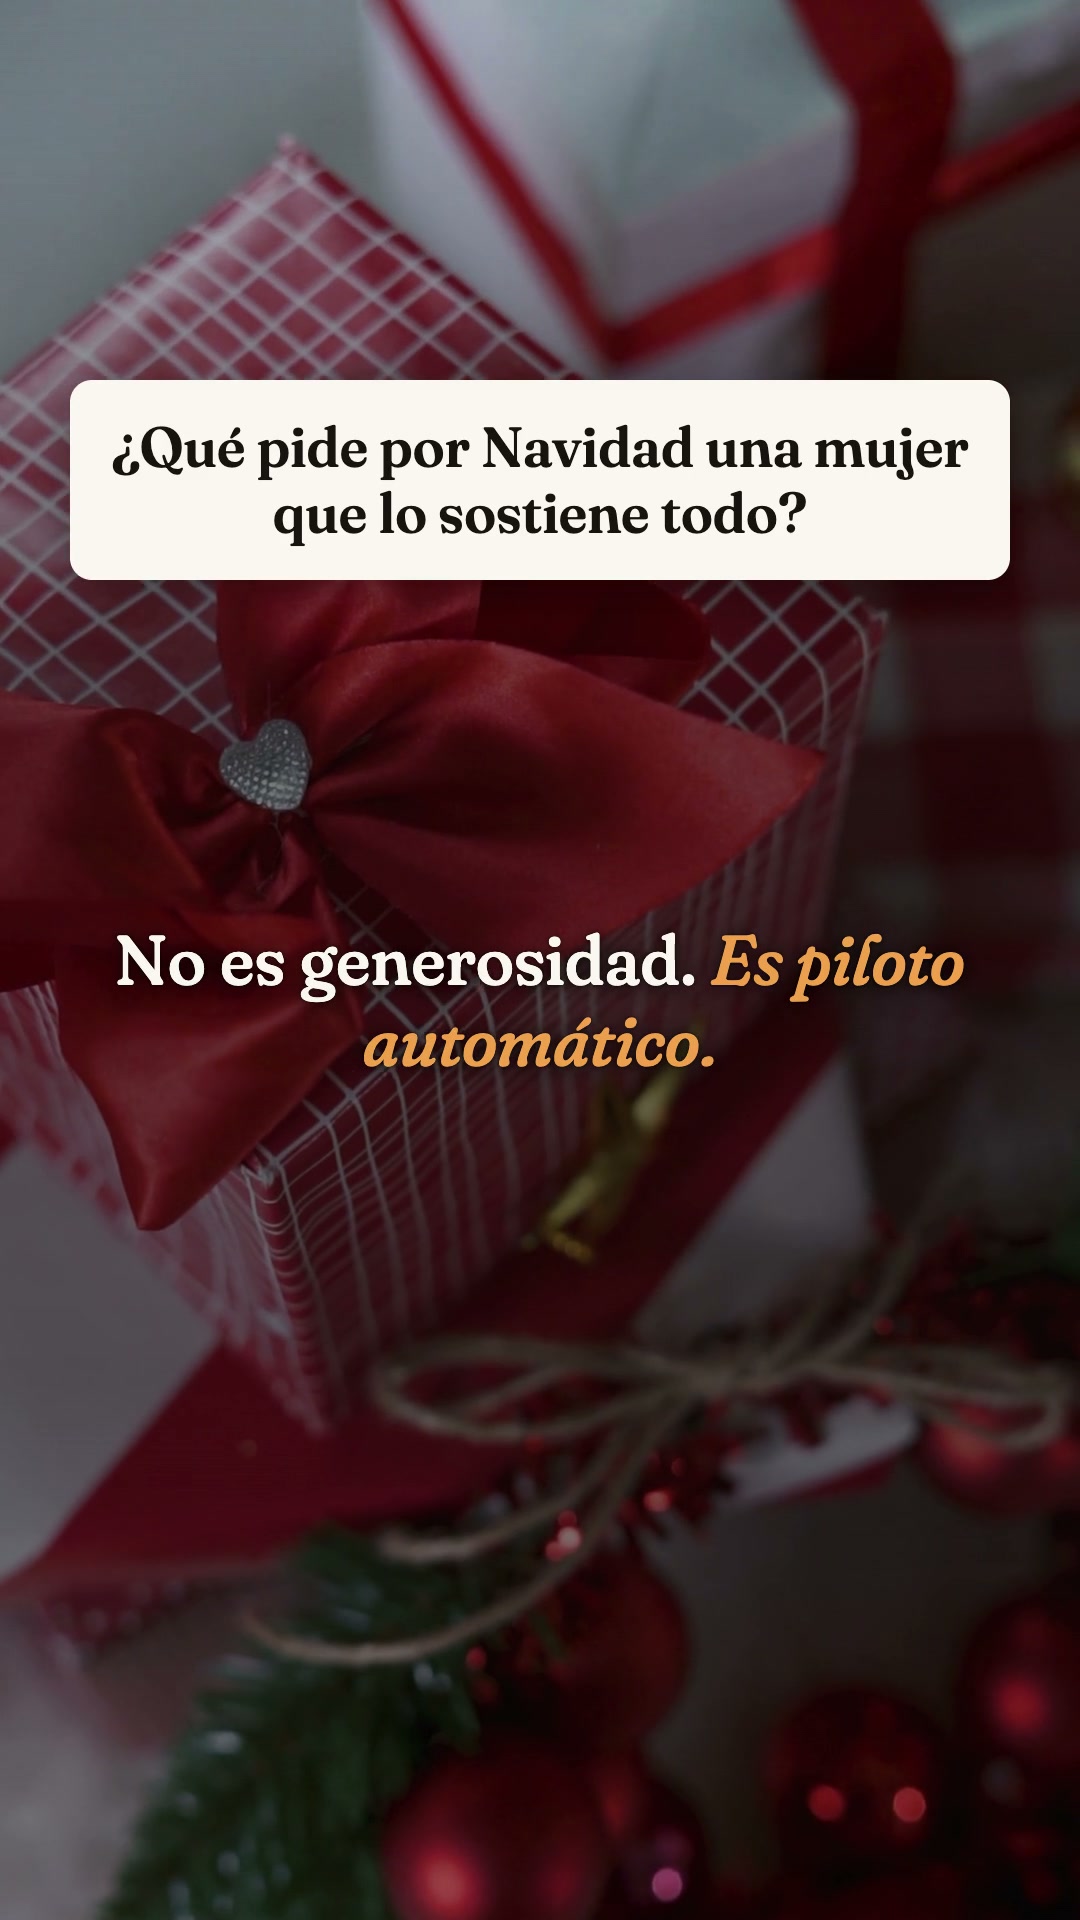 ¿Qué pide por Navidad una mujer
que lo sostiene todo?
No es generosidad. Es piloto
automático.